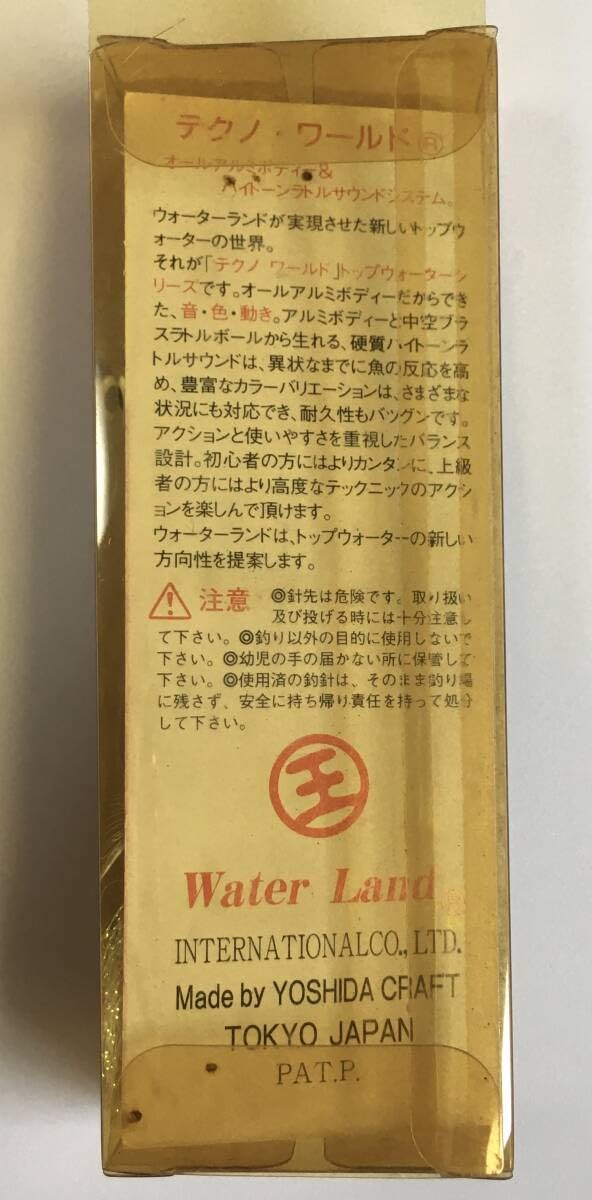 テクノ・ワールド®
オールアルミボディー&
ハイトーンラトルサウンドシステム。
ウォーターランドが実現させた新しいトップウ
ォーターの世界。
それが「テクノ ワールド」トップウォーターシ
リーズです。オールアルミボディーだからでき
た、音・色・動き。アルミボディーと中空ブラ
スラトルボールから生れる、硬質ハイトーンラ
トルサウンドは、異状なまでに魚の反応を高
め、豊富なカラーバリエーションは、さまざまな
状況にも対応でき、耐久性もバツグンです。
アクションと使いやすさを重視したバランス
設計。初心者の方にはよりカンタンに、上級
者の方にはより高度なテックニックのアクシ
ョンを楽しんで頂けます。
ウォーターランドは、トップウォーターの新しい
方向性を提案します。
注意 ◎針先は危険です。取り扱い
及び投げる時には十分注意し
て下さい。◎釣り以外の目的に使用しないで
下さい。◎幼児の手の届かない所に保管して
下さい。◎使用済の釣針は、そのまま釣り場
に残さず、安全に持ち帰り責任を持って処分
して下さい。
王
Water Land®
INTERNATIONALCO.,LTD.
Made by YOSHIDA CRAFT
TOKYO JAPAN
PAT.P.